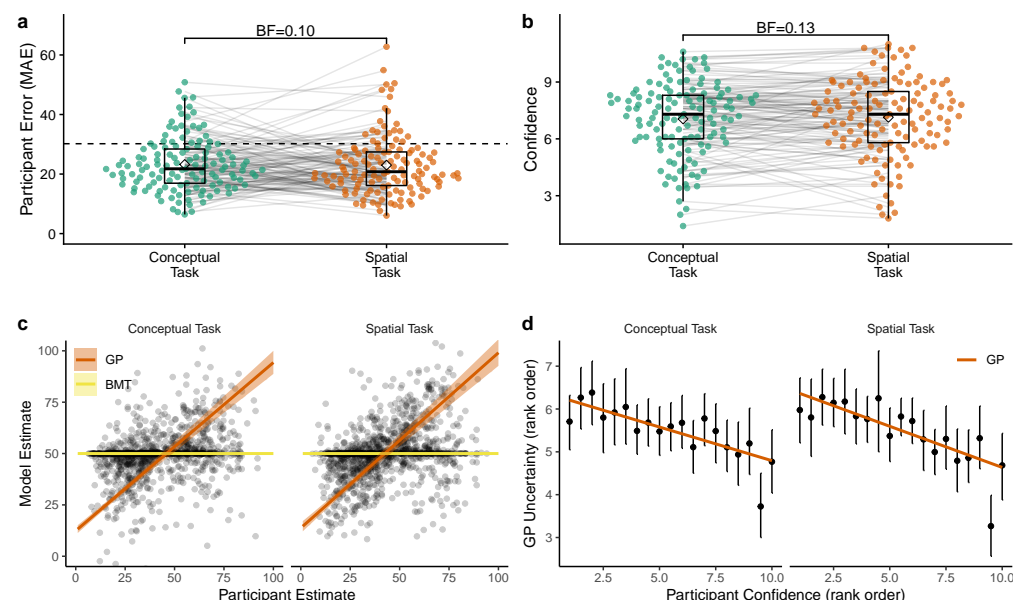 a
Participant Error (MAE)
60
40
20
0
BF=0.10
Conceptual
Task
Spatial
Task
b
Confidence
9
6
3
BF=0.13
Conceptual
Task
Spatial
Task
c
Conceptual Task
Spatial Task
Model Estimate
100
75
50
25
0
GP
BMT
0 25 50 75 100
0 25 50 75 100
Participant Estimate
d
Conceptual Task
Spatial Task
GP Uncertainty (rank order)
7
6
5
4
3
GP
2.5 5.0 7.5 10.0
2.5 5.0 7.5 10.0
Participant Confidence (rank order)